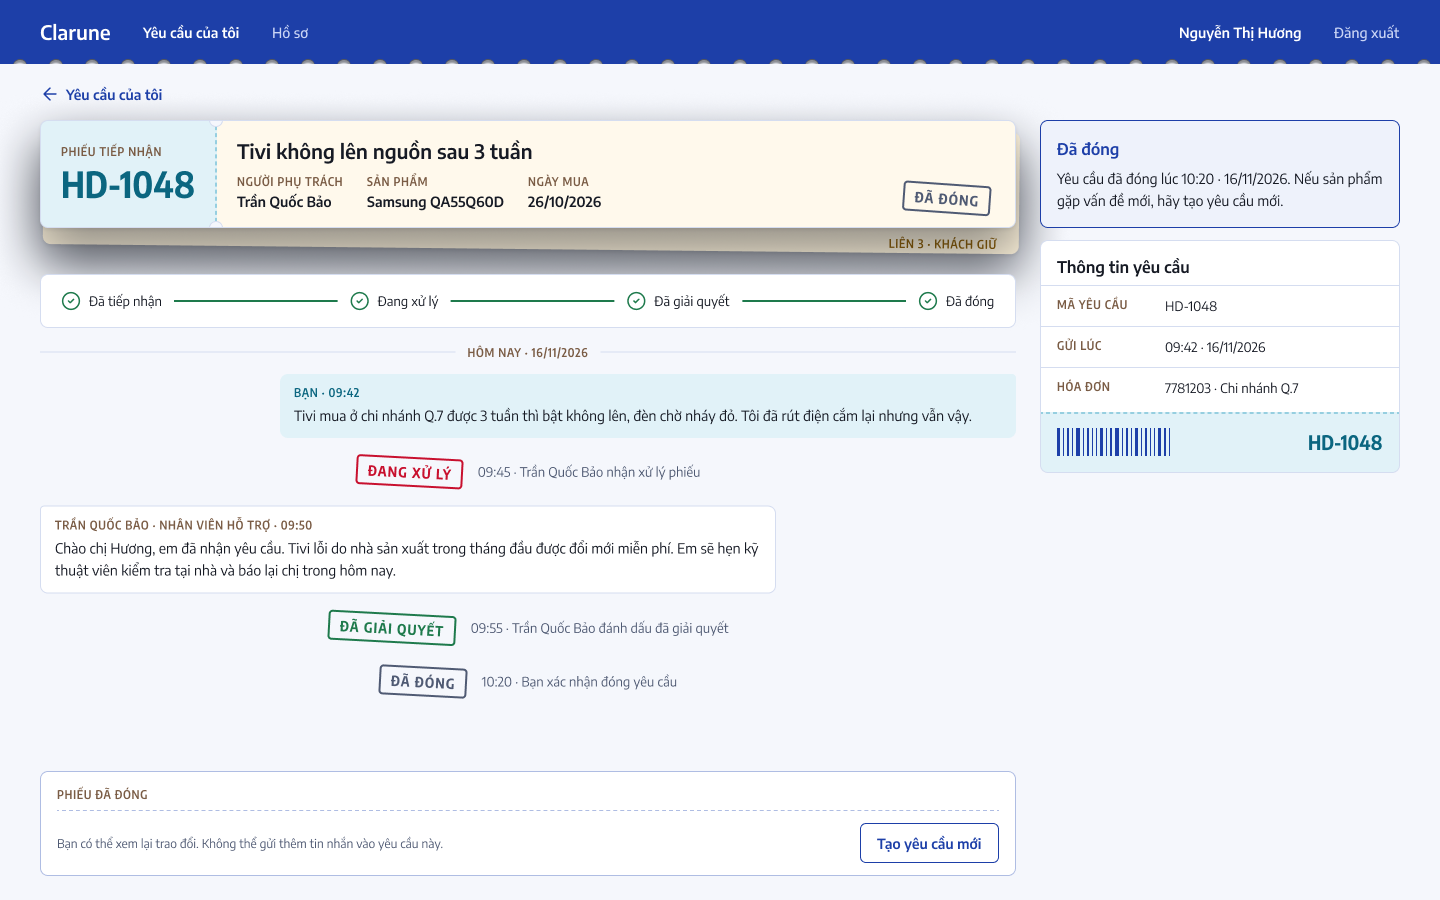 Clarune
Yêu cầu của tôi
Hồ sơ
Nguyễn Thị Hương
Đăng xuất
Yêu cầu của tôi
PHIẾU TIẾP NHẬN
HD-1048
Tivi không lên nguồn sau 3 tuần
NGƯỜI PHỤ TRÁCH
Trần Quốc Bảo
SẢN PHẨM
Samsung QA55Q60D
NGÀY MUA
26/10/2026
ĐÃ ĐÓNG
LIÊN 3 · KHÁCH GIỮ
Đã tiếp nhận
Đang xử lý
Đã giải quyết
Đã đóng
HÔM NAY · 16/11/2026
BẠN · 09:42
Tivi mua ở chi nhánh Q.7 được 3 tuần thì bật không lên, đèn chờ nháy đỏ. Tôi đã rút điện cắm lại nhưng vẫn vậy.
ĐANG XỬ LÝ
09:45 · Trần Quốc Bảo nhận xử lý phiếu
TRẦN QUỐC BẢO · NHÂN VIÊN HỖ TRỢ · 09:50
Chào chị Hương, em đã nhận yêu cầu. Tivi lỗi do nhà sản xuất trong tháng đầu được đổi mới miễn phí. Em sẽ hẹn kỹ
thuật viên kiểm tra tại nhà và báo lại chị trong hôm nay.
ĐÃ GIẢI QUYẾT
09:55 · Trần Quốc Bảo đánh dấu đã giải quyết
ĐÃ ĐÓNG
10:20 · Bạn xác nhận đóng yêu cầu
PHIẾU ĐÃ ĐÓNG
Bạn có thể xem lại trao đổi. Không thể gửi thêm tin nhắn vào yêu cầu này.
Tạo yêu cầu mới
Đã đóng
Yêu cầu đã đóng lúc 10:20 · 16/11/2026. Nếu sản phẩm
gặp vấn đề mới, hãy tạo yêu cầu mới.
Thông tin yêu cầu
MÃ YÊU CẦU
HD-1048
GỬI LÚC
09:42 · 16/11/2026
HÓA ĐƠN
7781203 · Chi nhánh Q.7
HD-1048